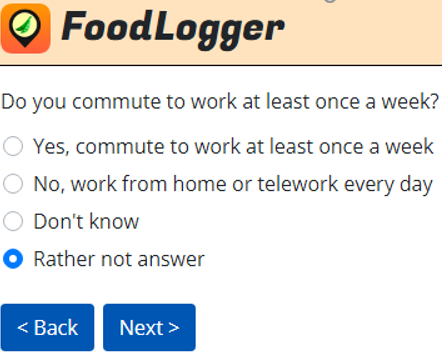 FoodLogger
Do you commute to work at least once a week?
Yes, commute to work at least once a week
No, work from home or telework every day
Don't know
Rather not answer
< Back
Next >